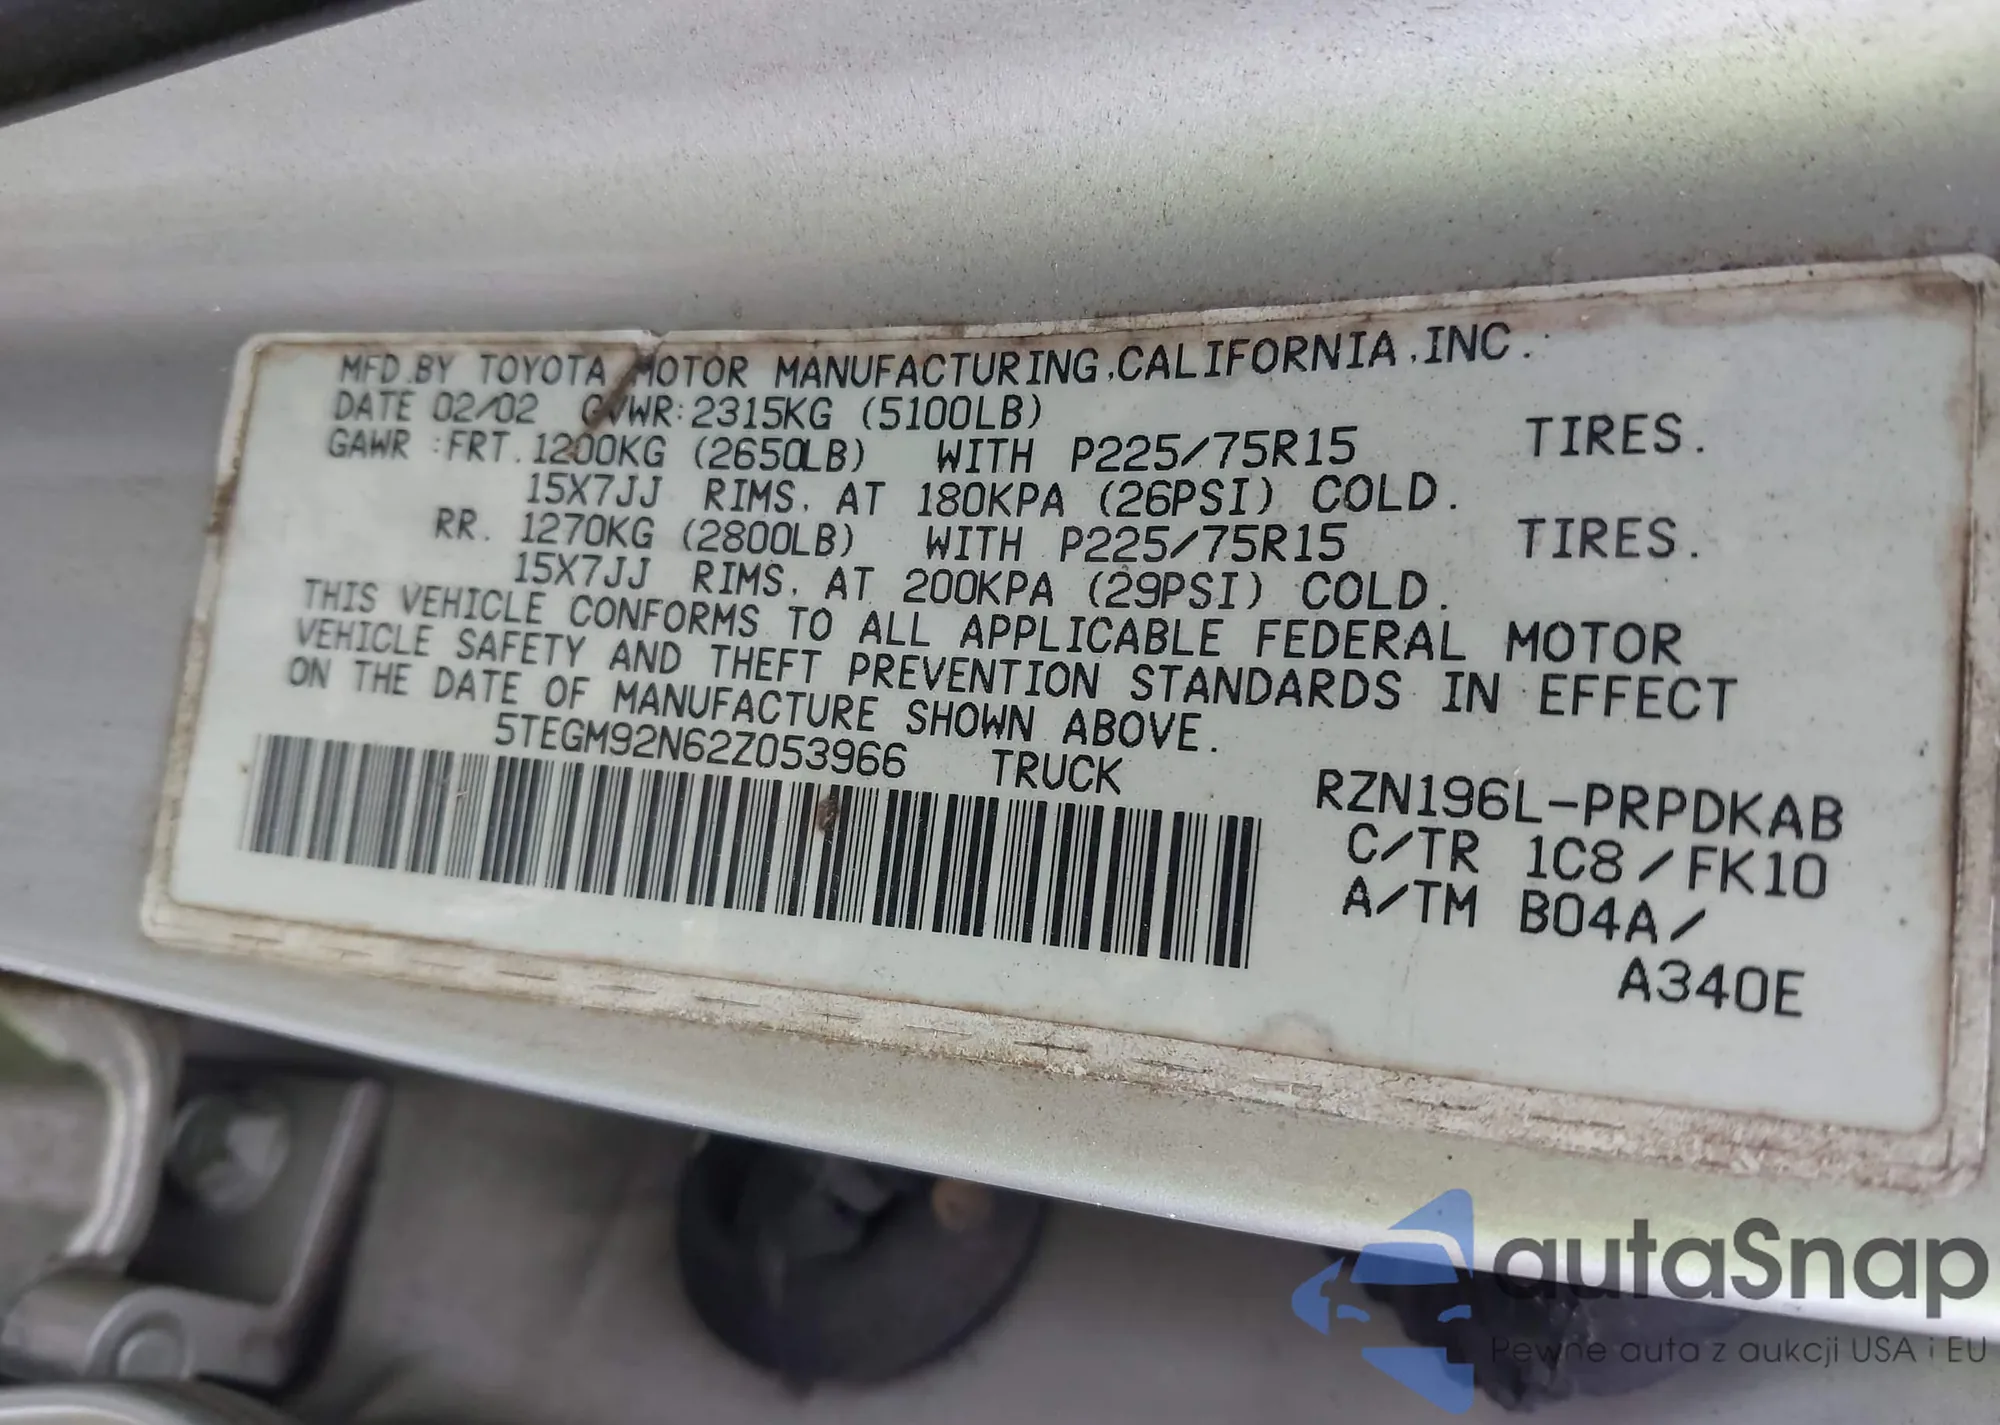 MFD.BY TOYOTA MOTOR MANUFACTURING,CALIFORNIA,INC.
DATE 02/02 GVWR:2315KG (5100LB)
GAWR :FRT. 1200KG (2650LB) WITH P225/75R15 TIRES.
15X7JJ RIMS, AT 180KPA (26PSI) COLD.
RR. 1270KG (2800LB) WITH P225/75R15 TIRES.
15X7JJ RIMS, AT 200KPA (29PSI) COLD.
THIS VEHICLE CONFORMS TO ALL APPLICABLE FEDERAL MOTOR
VEHICLE SAFETY AND THEFT PREVENTION STANDARDS IN EFFECT
ON THE DATE OF MANUFACTURE SHOWN ABOVE.
5TEGM92N62Z053966 TRUCK
RZN196L-PRPDKAB
C/TR 1C8/FK10
A/TM B04A/
A340E
autaSnap
Pewne auta z aukcji USA i EU